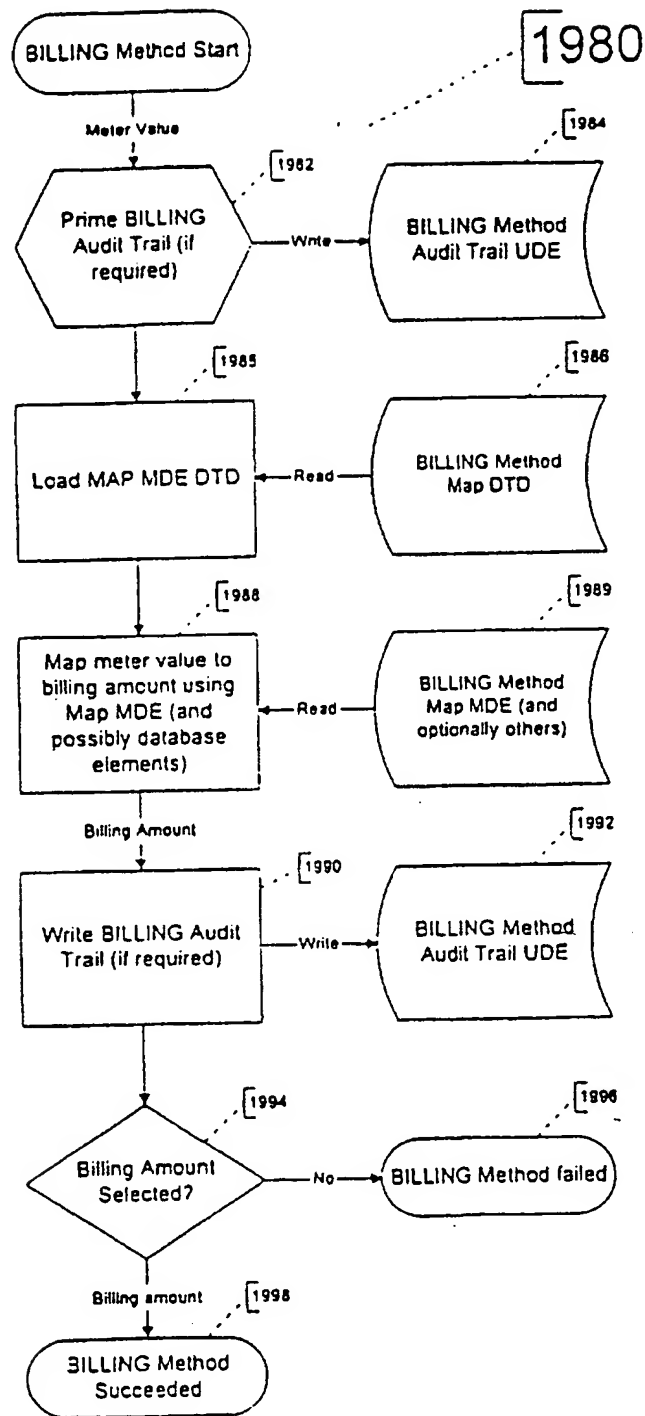 BILLING Method Start
1980
Meter Value
1982
1984
Prime BILLING
Audit Trail (if
required)
Write
BILLING Method
Audit Trail UDE
1985
1986
Load MAP MDE DTD
Read
BILLING Method
Map DTD
1988
1989
Map meter value to
billing amount using
Map MDE (and
possibly database
elements)
Read
BILLING Method
Map MDE (and
optionally others)
Billing Amount
1990
1992
Write BILLING Audit
Trail (if required)
Write
BILLING Method
Audit Trail UDE
1994
1996
Billing Amount
Selected?
No
BILLING Method failed
Billing amount
1998
BILLING Method
Succeeded